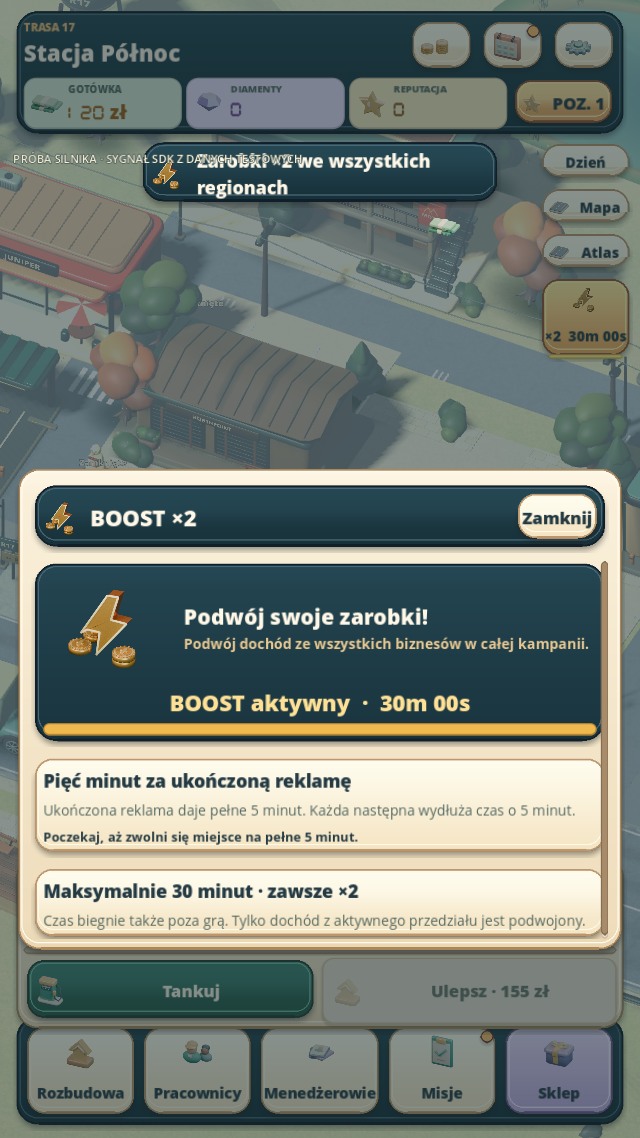 TRASA 17
Stacja Północ
GOTÓWKA
120 zł
DIAMENTY
0
REPUTACJA
0
POZ. 1
PRÓBA SILNIKA · SYGNAŁ SDK Z DANYCH TESTOWYCH
Zarobki ×2 we wszystkich
regionach
Dzień
Mapa
Atlas
×2 30m 00s
JUNIPER
BOOST ×2
Zamknij
Podwój swoje zarobki!
Podwój dochód ze wszystkich biznesów w całej kampanii.
BOOST aktywny · 30m 00s
Pięć minut za ukończoną reklamę
Ukończona reklama daje pełne 5 minut. Każda następna wydłuża czas o 5 minut.
Poczekaj, aż zwolni się miejsce na pełne 5 minut.
Maksymalnie 30 minut · zawsze ×2
Czas biegnie także poza grą. Tylko dochód z aktywnego przedziału jest podwojony.
Tankuj
Ulepsz · 155 zł
Rozbudowa
Pracownicy
Menedżerowie
Misje
Sklep